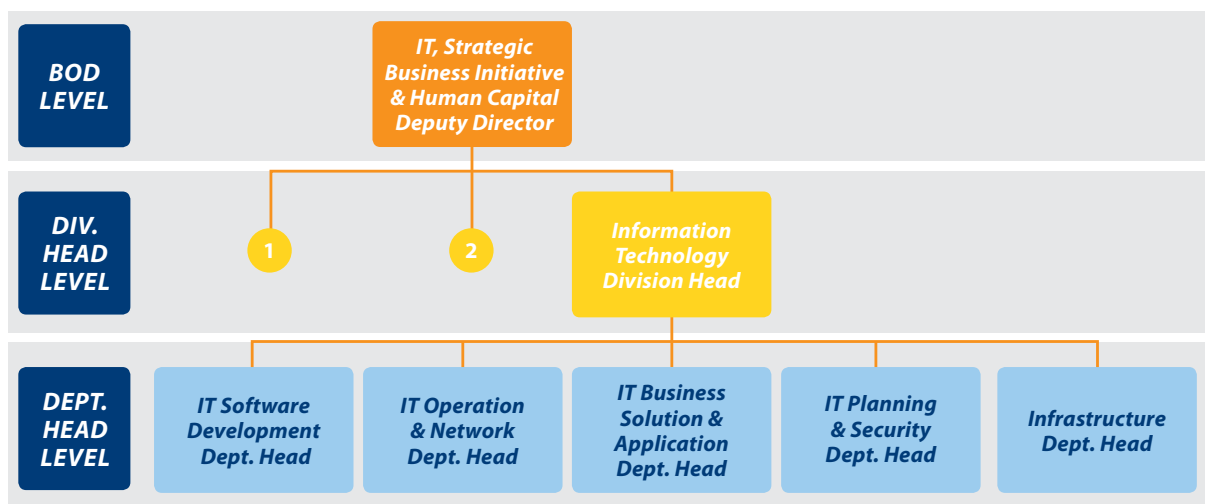 BOD
LEVEL
IT, Strategic
Business Initiative
& Human Capital
Deputy Director
DIV.
HEAD
LEVEL
1
2
Information
Technology
Division Head
DEPT.
HEAD
LEVEL
IT Software
Development
Dept. Head
IT Operation
& Network
Dept. Head
IT Business
Solution &
Application
Dept. Head
IT Planning
& Security
Dept. Head
Infrastructure
Dept. Head